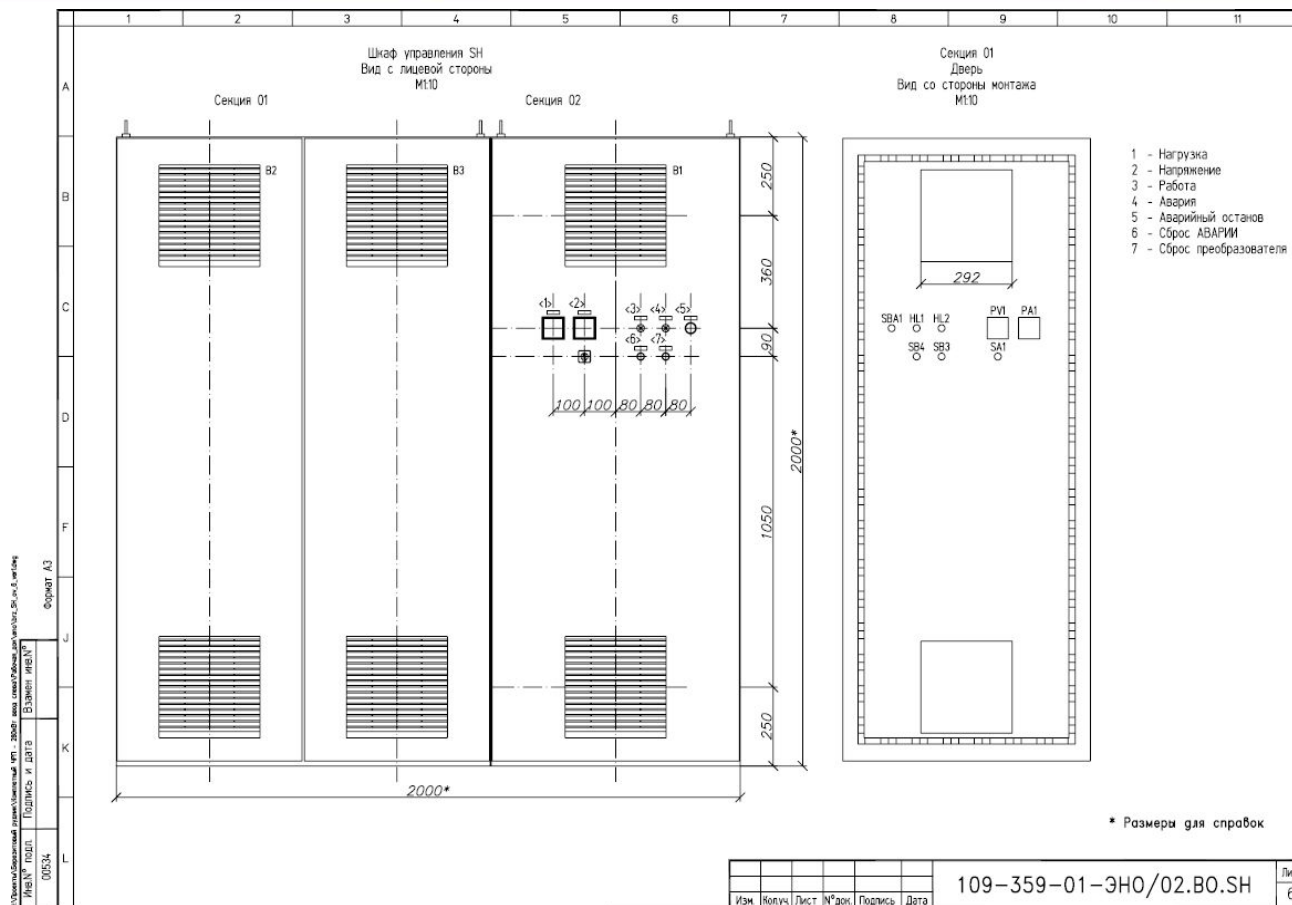 1 2 3 4 5 6 7 8 9 10 11
Шкаф управления SH
Вид с лицевой стороны
М1:10
Секция 01
Дверь
Вид со стороны монтажа
М1:10
Секция 01
Секция 02
A
B
C
D
F
J
K
L
B2
B3
B1
250
360
90
1050
250
2000*
<1>
<2>
<3>
<4>
<5>
<6>
<7>
100 100 80 80 80
2000*
292
SBA1 HL1 HL2 PV1 PA1
SB4 SB3 SA1
1 - Нагрузка
2 - Напряжение
3 - Работа
4 - Авария
5 - Аварийный останов
6 - Сброс АВАРИИ
7 - Сброс преобразователя
* Размеры для справок
Формат А3
Взамен инв.N°
Подпись и дата
Инв.N° подл.
00534
109-359-01-ЭНО/02.ВО.SH
Изм. Кол.уч. Лист N°док. Подпись Дата